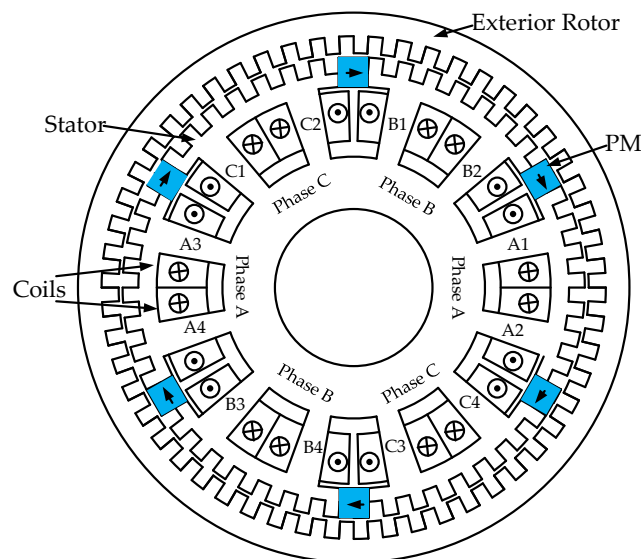 Exterior Rotor
Stator
PM
C2
B1
C1
B2
Phase C
Phase B
A3
A1
Coils
Phase A
Phase A
A4
A2
Phase B
Phase C
B3
C4
B4
C3